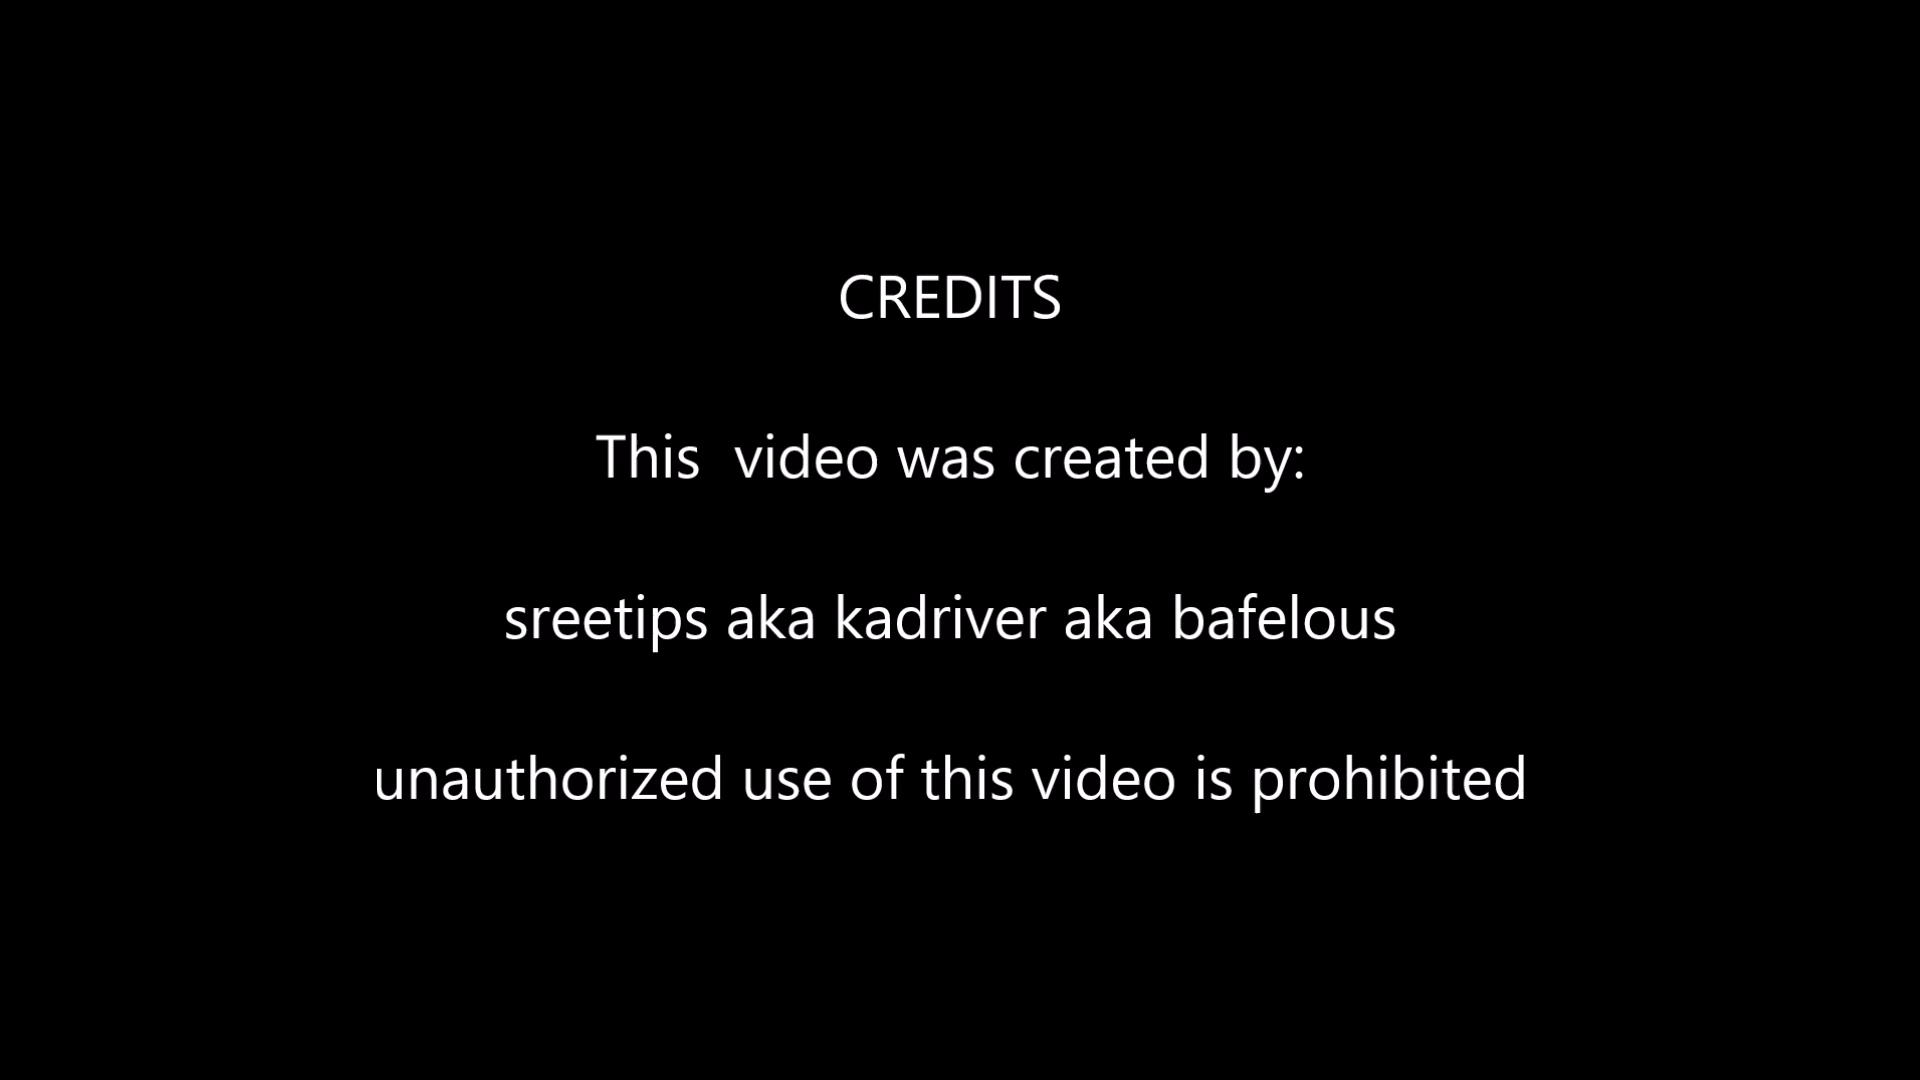 CREDITS
This  video was created by:
sreetips aka kadriver aka bafelous
unauthorized use of this video is prohibited